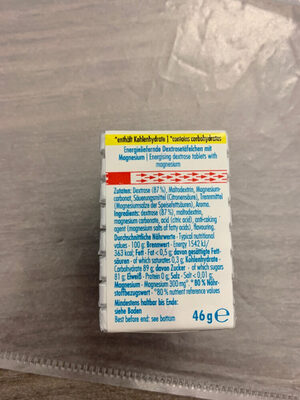 *enthält Kohlenhydrate | *contains carbohydrates
Energieliefernde Dextrosetäfelchen mit
Magnesium | Energising dextrose tablets with
magnesium
Zutaten: Dextrose (87 %), Maltodextrin, Magnesium-
carbonat, Säuerungsmittel (Citronensäure), Trennmittel
(Magnesiumsalze der Speisefettsäuren), Aroma.
Ingredients: dextrose (87 %), maltodextrin,
magnesium carbonate, acid (citric acid), anti-caking
agent (magnesium salts of fatty acids), flavouring.
Durchschnittliche Nährwerte - Typical nutritional
values - 100 g: Brennwert - Energy 1542 kJ/
363 kcal, Fett - Fat < 0,5 g; davon gesättigte Fett-
säuren - of which saturates < 0,5 g; Kohlenhydrate -
Carbohydrate 89 g; davon Zucker - of which sugars
81 g; Eiweiß - Protein 0 g; Salz - Salt < 0,01 g,
Magnesium - Magnesium 300 mg*. * 80 % Nähr-
stoffbezugswert - *80 % nutrient reference values
Mindestens haltbar bis Ende:
siehe Boden
Best before end: see bottom
46g e